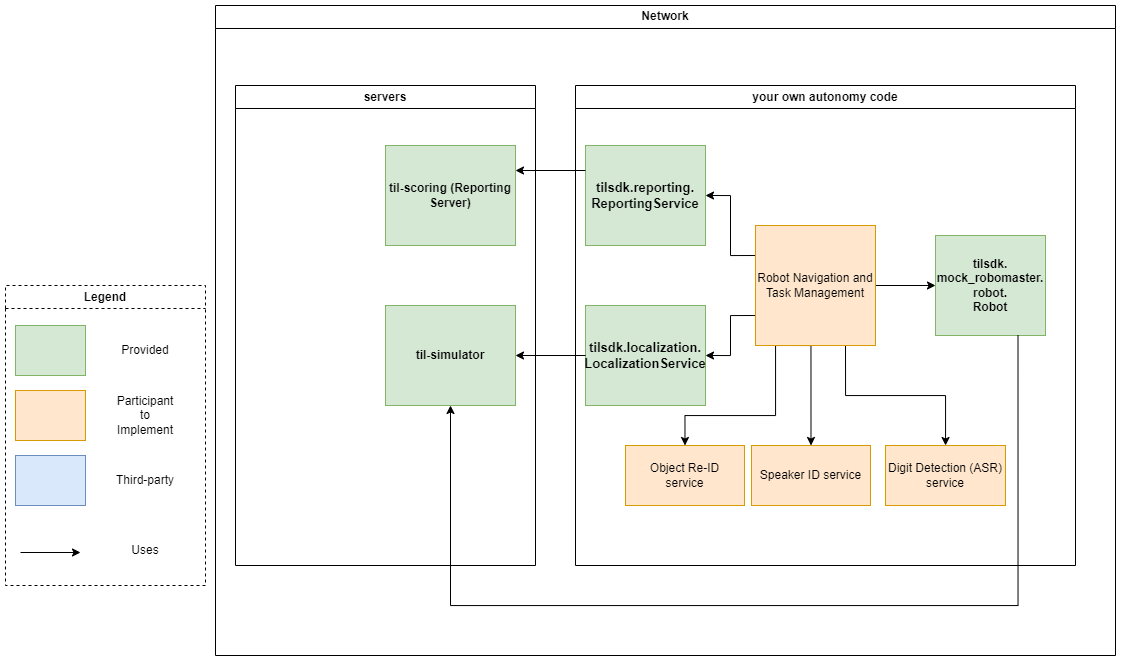 Network
servers
your own autonomy code
til-scoring (Reporting
Server)
tilsdk.reporting.
ReportingService
Robot Navigation and
Task Management
tilsdk.
mock_robomaster.
robot.
Robot
til-simulator
tilsdk.localization.
LocalizationService
Object Re-ID
service
Speaker ID service
Digit Detection (ASR)
service
Legend
Provided
Participant
to
Implement
Third-party
Uses